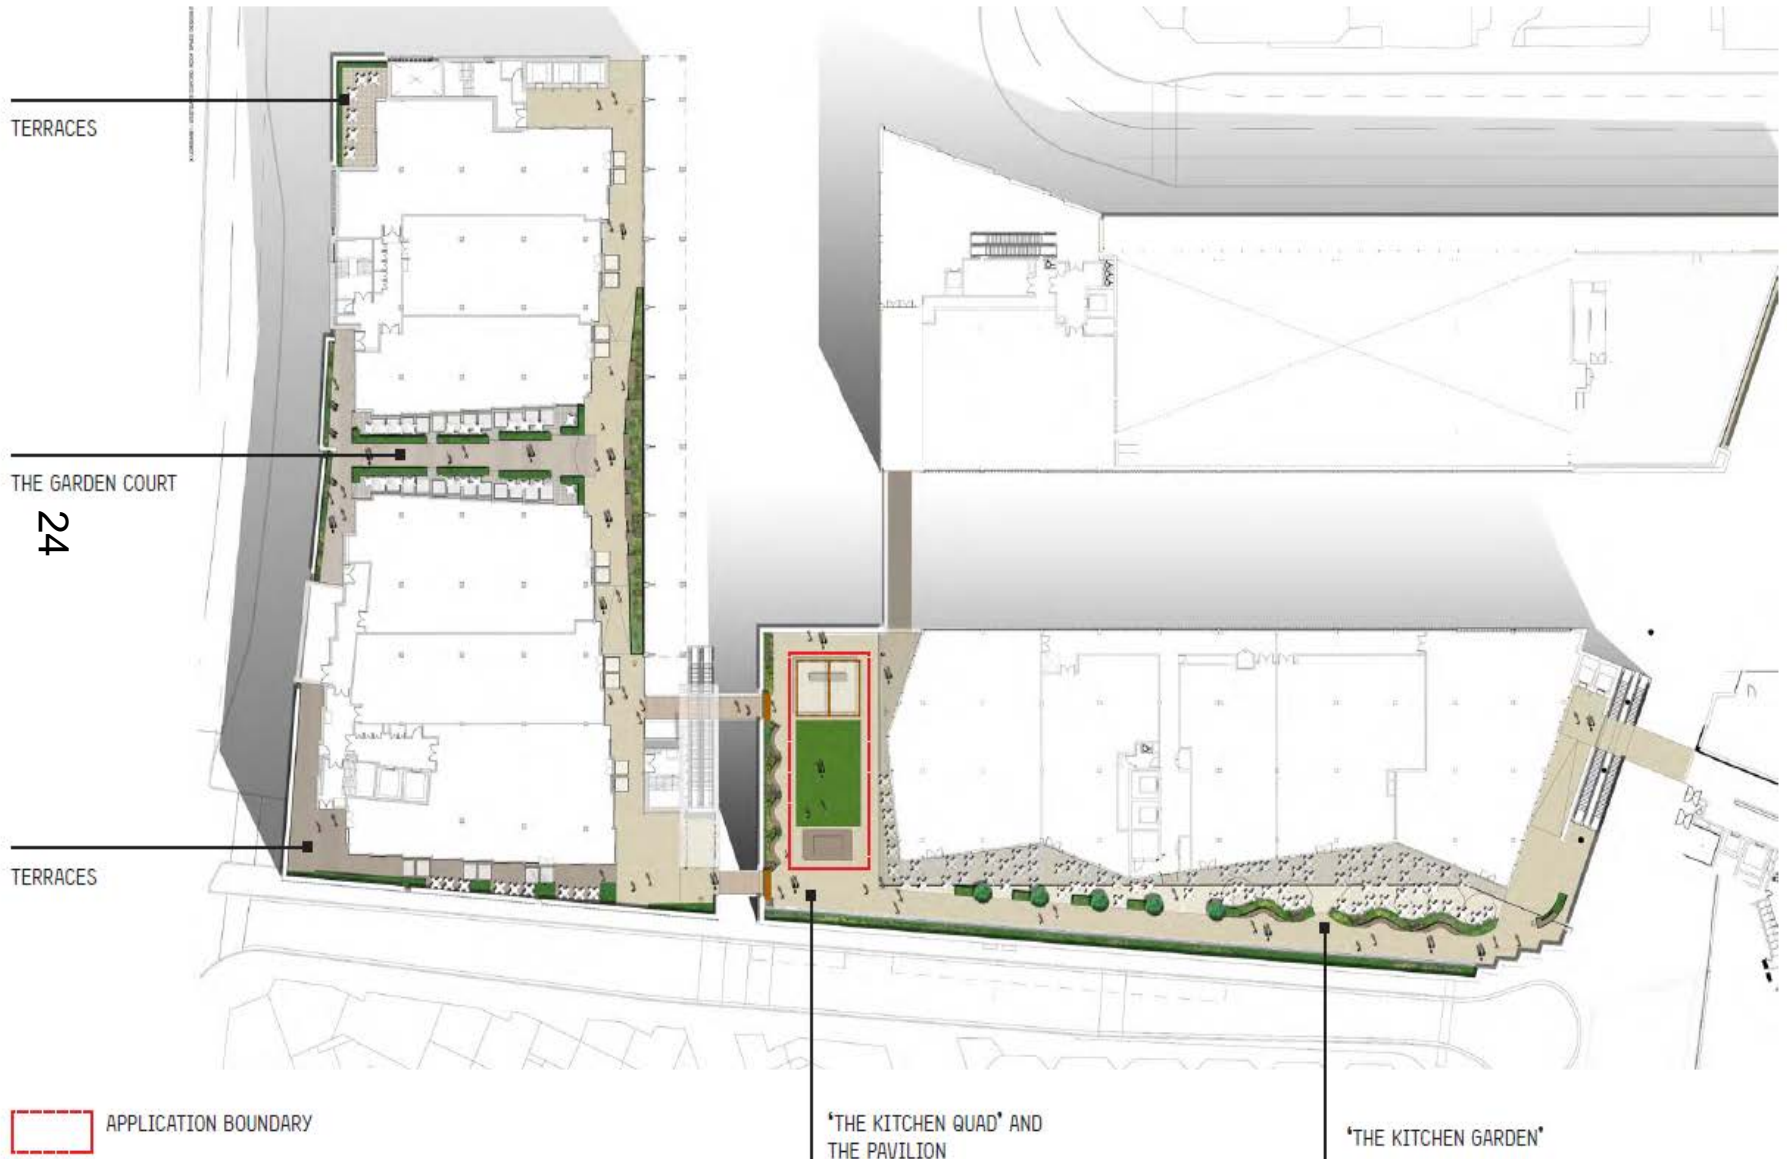 TERRACES
THE GARDEN COURT
24
TERRACES
APPLICATION BOUNDARY
'THE KITCHEN QUAD' AND
THE PAVILION
'THE KITCHEN GARDEN'